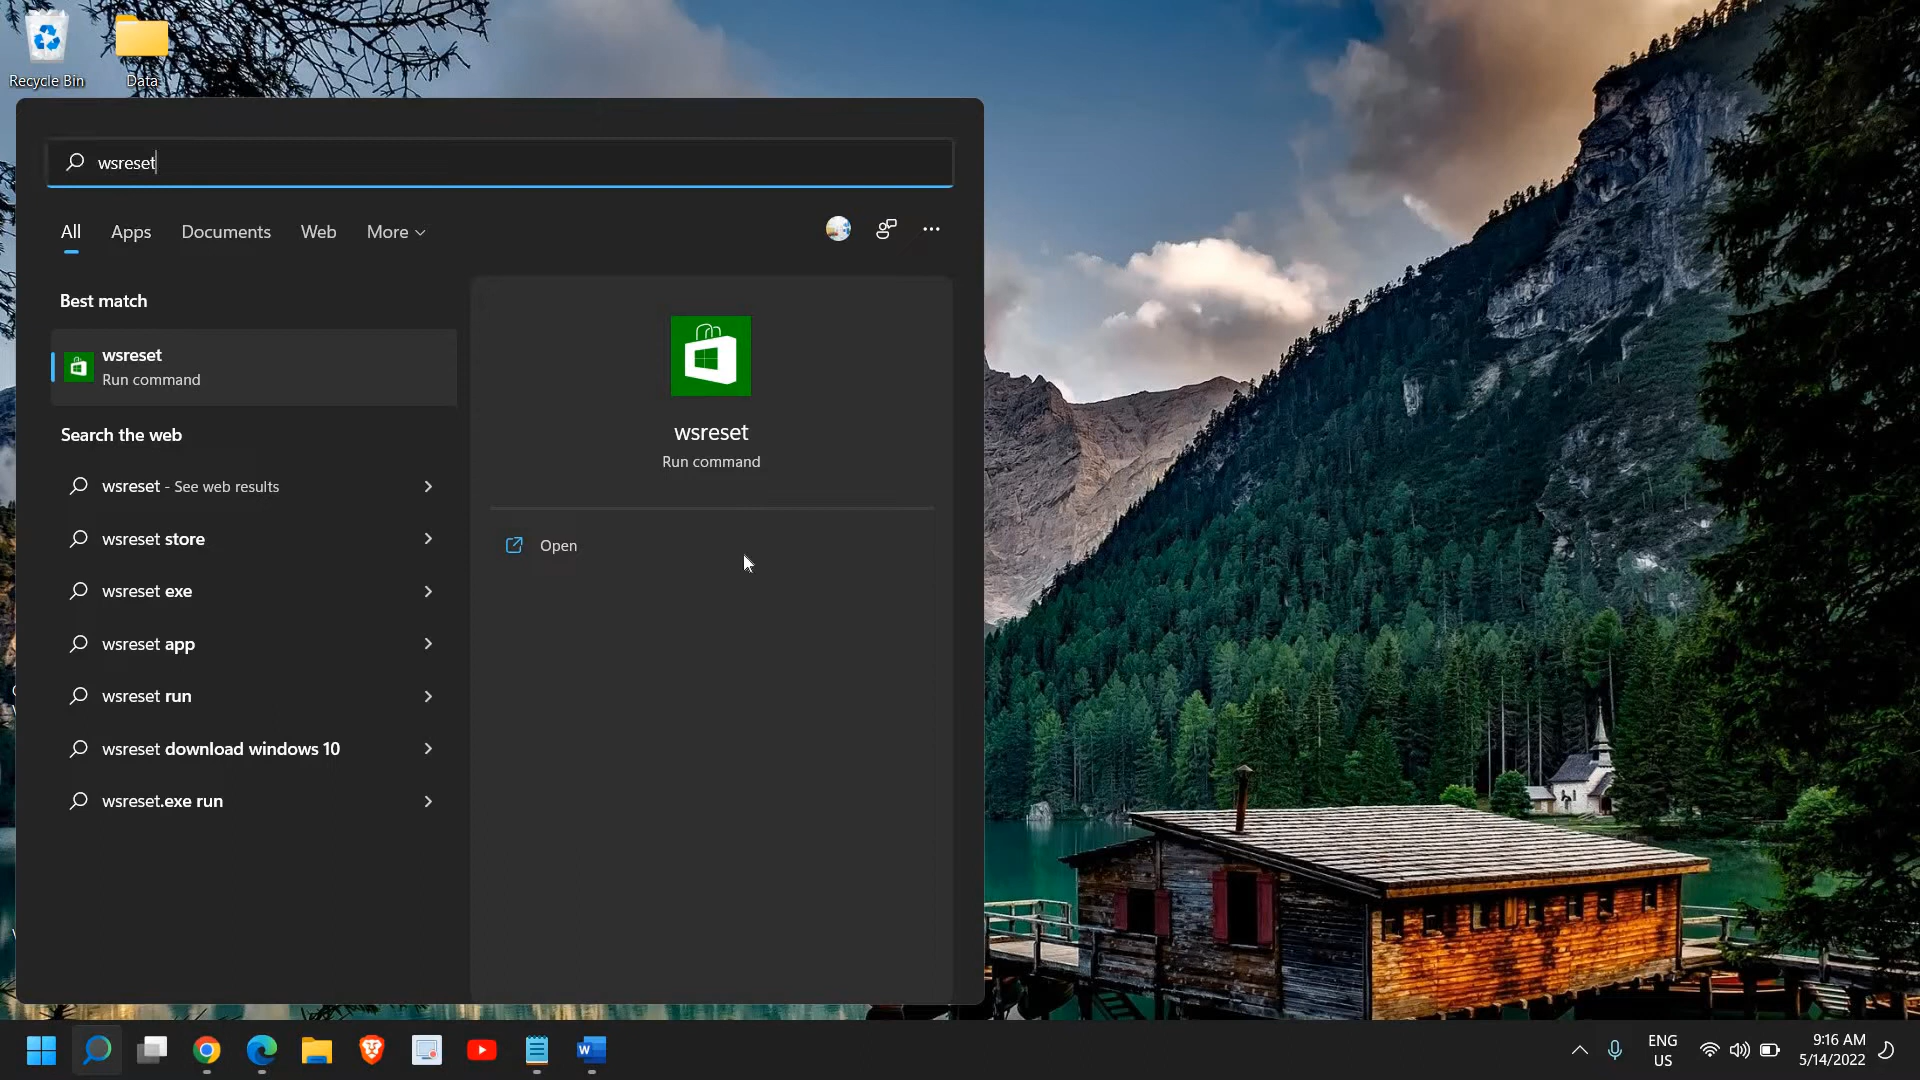 Recycle Bin
Data
wsreset
All Apps Documents Web More
Best match
wsreset
Run command
Search the web
wsreset - See web results
wsreset store
wsreset exe
wsreset app
wsreset run
wsreset download windows 10
wsreset.exe run
wsreset
Run command
Open
W
ENG
US
9:16 AM
5/14/2022